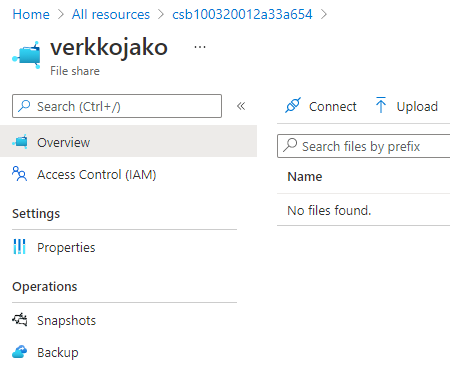 Home > All resources > csb100320012a33a654 >
verkkojako ...
File share
Search (Ctrl+/) «
Overview
Access Control (IAM)
Settings
Properties
Operations
Snapshots
Backup
Connect Upload
Search files by prefix
Name
No files found.